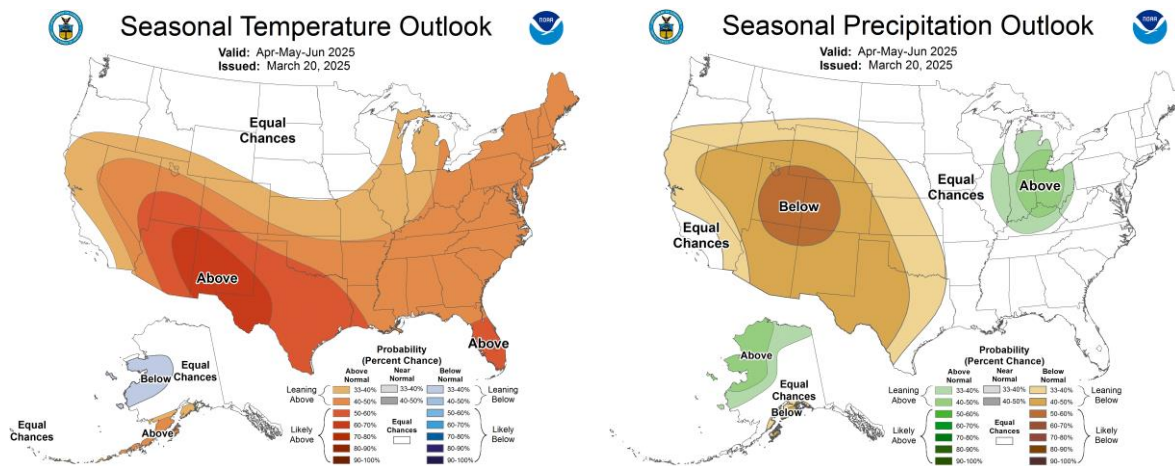 Seasonal Temperature Outlook
Valid: Apr-May-Jun 2025
Issued: March 20, 2025
NOAA
Equal
Chances
Above
Above
Below
Equal
Chances
Above
Equal
Chances
Probability
(Percent Chance)
Above
Normal
Near
Normal
Below
Normal
Leaning
Above
Likely
Above
33-40%
40-50%
50-60%
60-70%
70-80%
80-90%
90-100%
33-40%
40-50%
Equal
Chances
33-40%
40-50%
50-60%
60-70%
70-80%
80-90%
90-100%
Leaning
Below
Likely
Below
Seasonal Precipitation Outlook
Valid: Apr-May-Jun 2025
Issued: March 20, 2025
NOAA
Below
Equal
Chances
Equal
Chances
Above
Above
Equal
Chances
Below
Probability
(Percent Chance)
Above
Normal
Near
Normal
Below
Normal
Leaning
Above
Likely
Above
33-40%
40-50%
50-60%
60-70%
70-80%
80-90%
90-100%
33-40%
40-50%
Equal
Chances
33-40%
40-50%
50-60%
60-70%
70-80%
80-90%
90-100%
Leaning
Below
Likely
Below